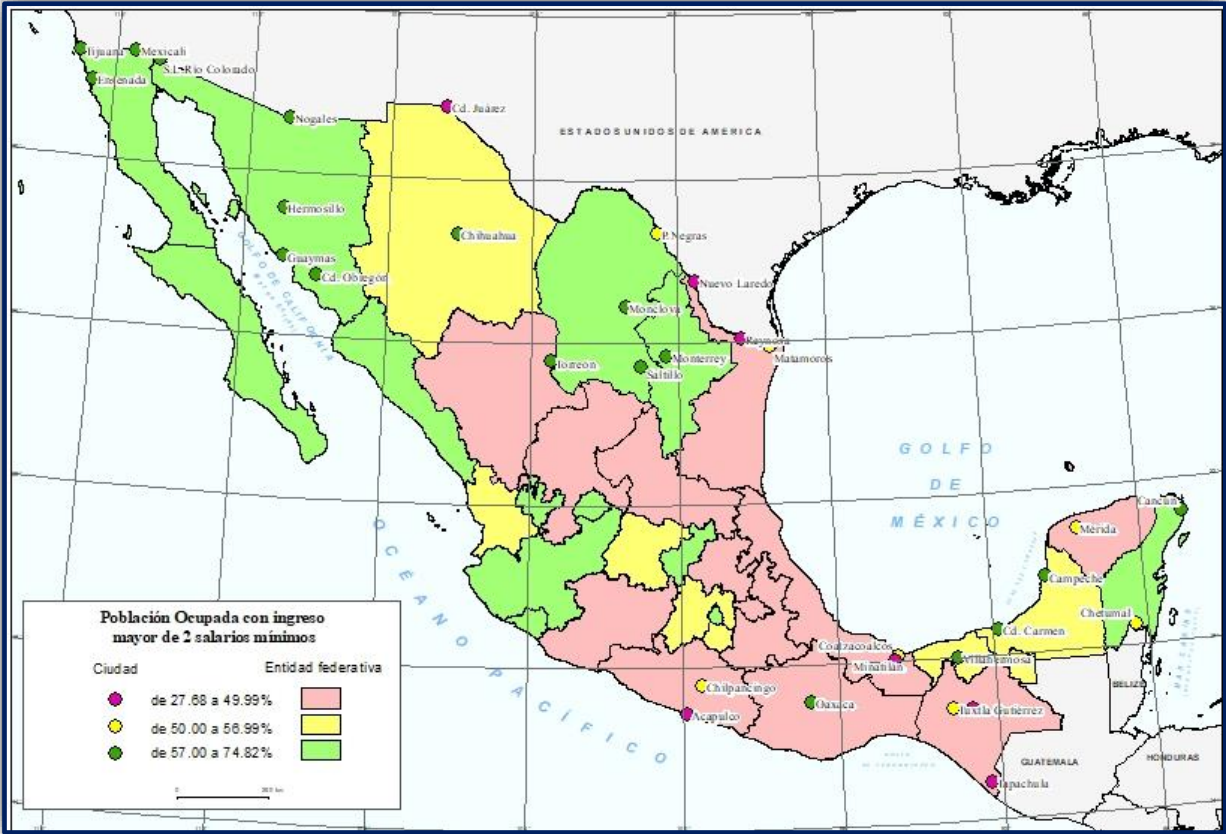 Tijuana
Mexicali
S.L. Río Colorado
Ensenada
Nogales
Cd. Juárez
ESTADOS UNIDOS DE AMÉRICA
Hermosillo
Chihuahua
P. Negras
Guaymas
Cd. Obregón
GOLFO DE CALIFORNIA
Nuevo Laredo
Monclova
Reynosa
Matamoros
Torreón
Monterrey
Saltillo
GOLFO
DE
MÉXICO
OCÉANO PACÍFICO
Cancún
Mérida
Campeche
Chetumal
Cd. Carmen
Coatzacoalcos
Minatitlán
Villahermosa
Chilpancingo
Acapulco
Oaxaca
Tuxtla Gutiérrez
Tapachula
BELIZE
GUATEMALA
HONDURAS
Población Ocupada con ingreso
mayor de 2 salarios mínimos
Ciudad Entidad federativa
de 27.68 a 49.99%
de 50.00 a 56.99%
de 57.00 a 74.82%
0